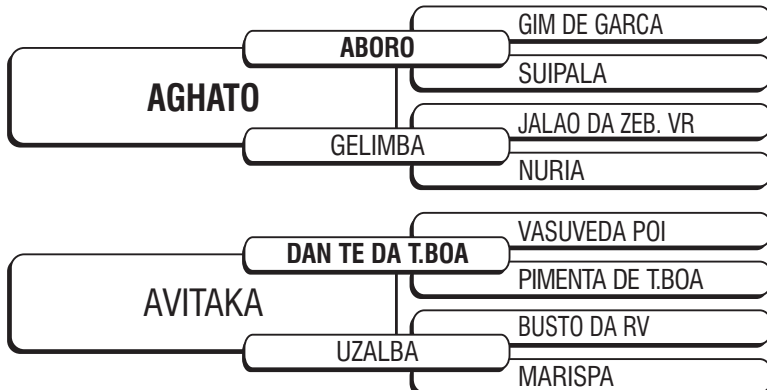 GIM DE GARCA
ABORO
SUIPALA
AGHATO
JALAO DA ZEB. VR
GELIMBA
NURIA
VASUVEDA POI
DAN TE DA T.BOA
PIMENTA DE T.BOA
AVITAKA
BUSTO DA RV
UZALBA
MARISPA